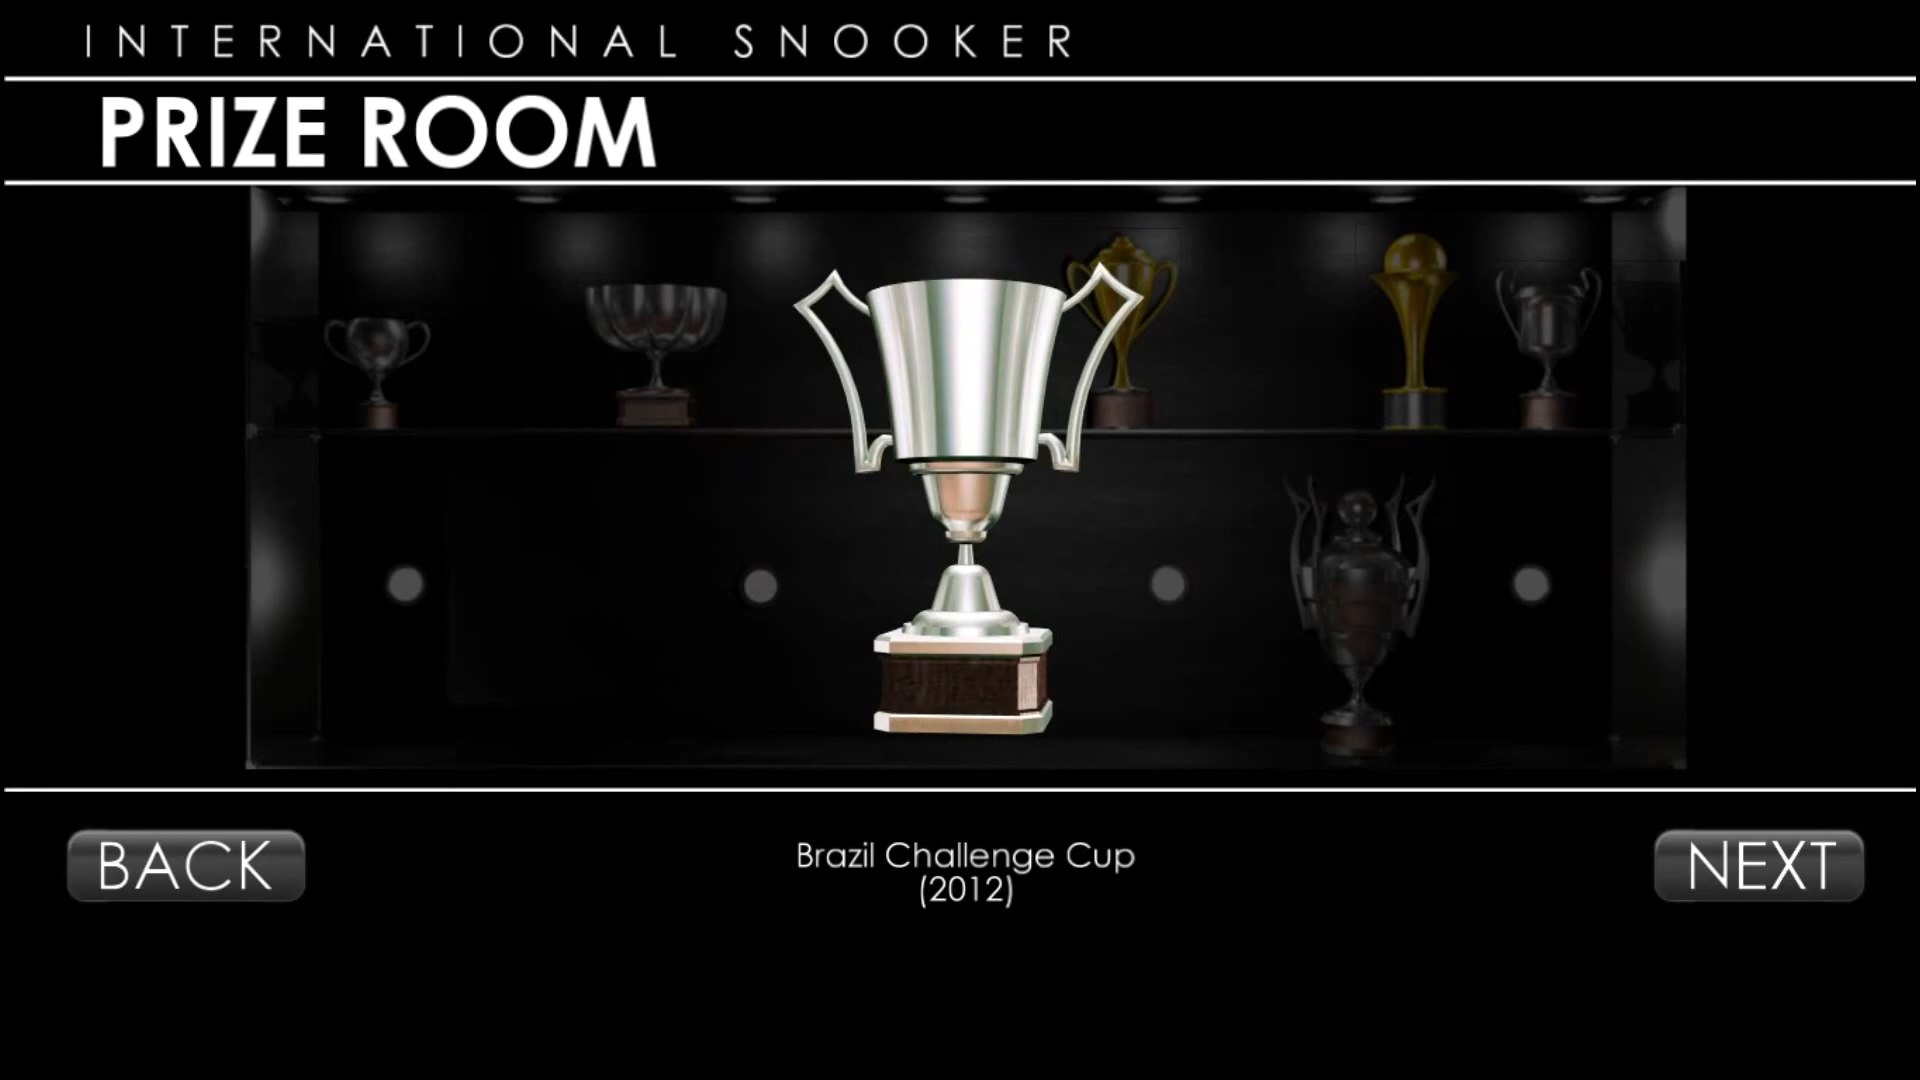 INTERNATIONAL SNOOKER
PRIZE ROOM
Brazil Challenge Cup
(2012)
BACK
NEXT